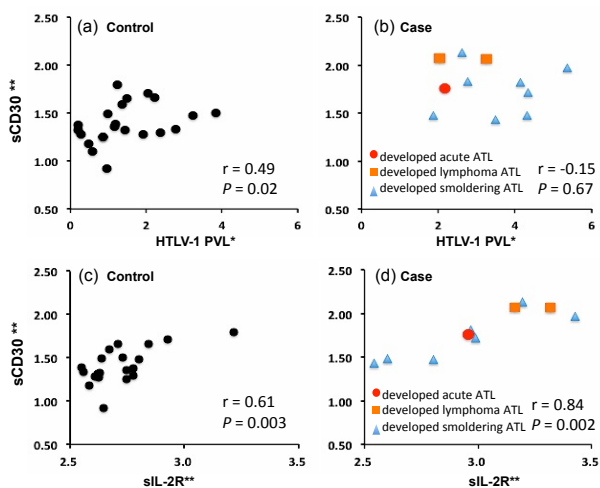 (a) Control
sCD30 **
2.00
1.50
1.00
0.50
0 2 4 6
r = 0.49
P = 0.02
HTLV-1 PVL*
(b) Case
2.00
1.50
1.00
0.50
0 2 4 6
developed acute ATL
developed lymphoma ATL
developed smoldering ATL
r = -0.15
P = 0.67
HTLV-1 PVL*
(c) Control
sCD30 **
2.50
2.00
1.50
1.00
0.50
2.5 3.0 3.5
r = 0.61
P = 0.003
sIL-2R**
(d) Case
2.50
2.00
1.50
1.00
0.50
2.5 3.0 3.5
developed acute ATL
developed lymphoma ATL
developed smoldering ATL
r = 0.84
P = 0.002
sIL-2R**